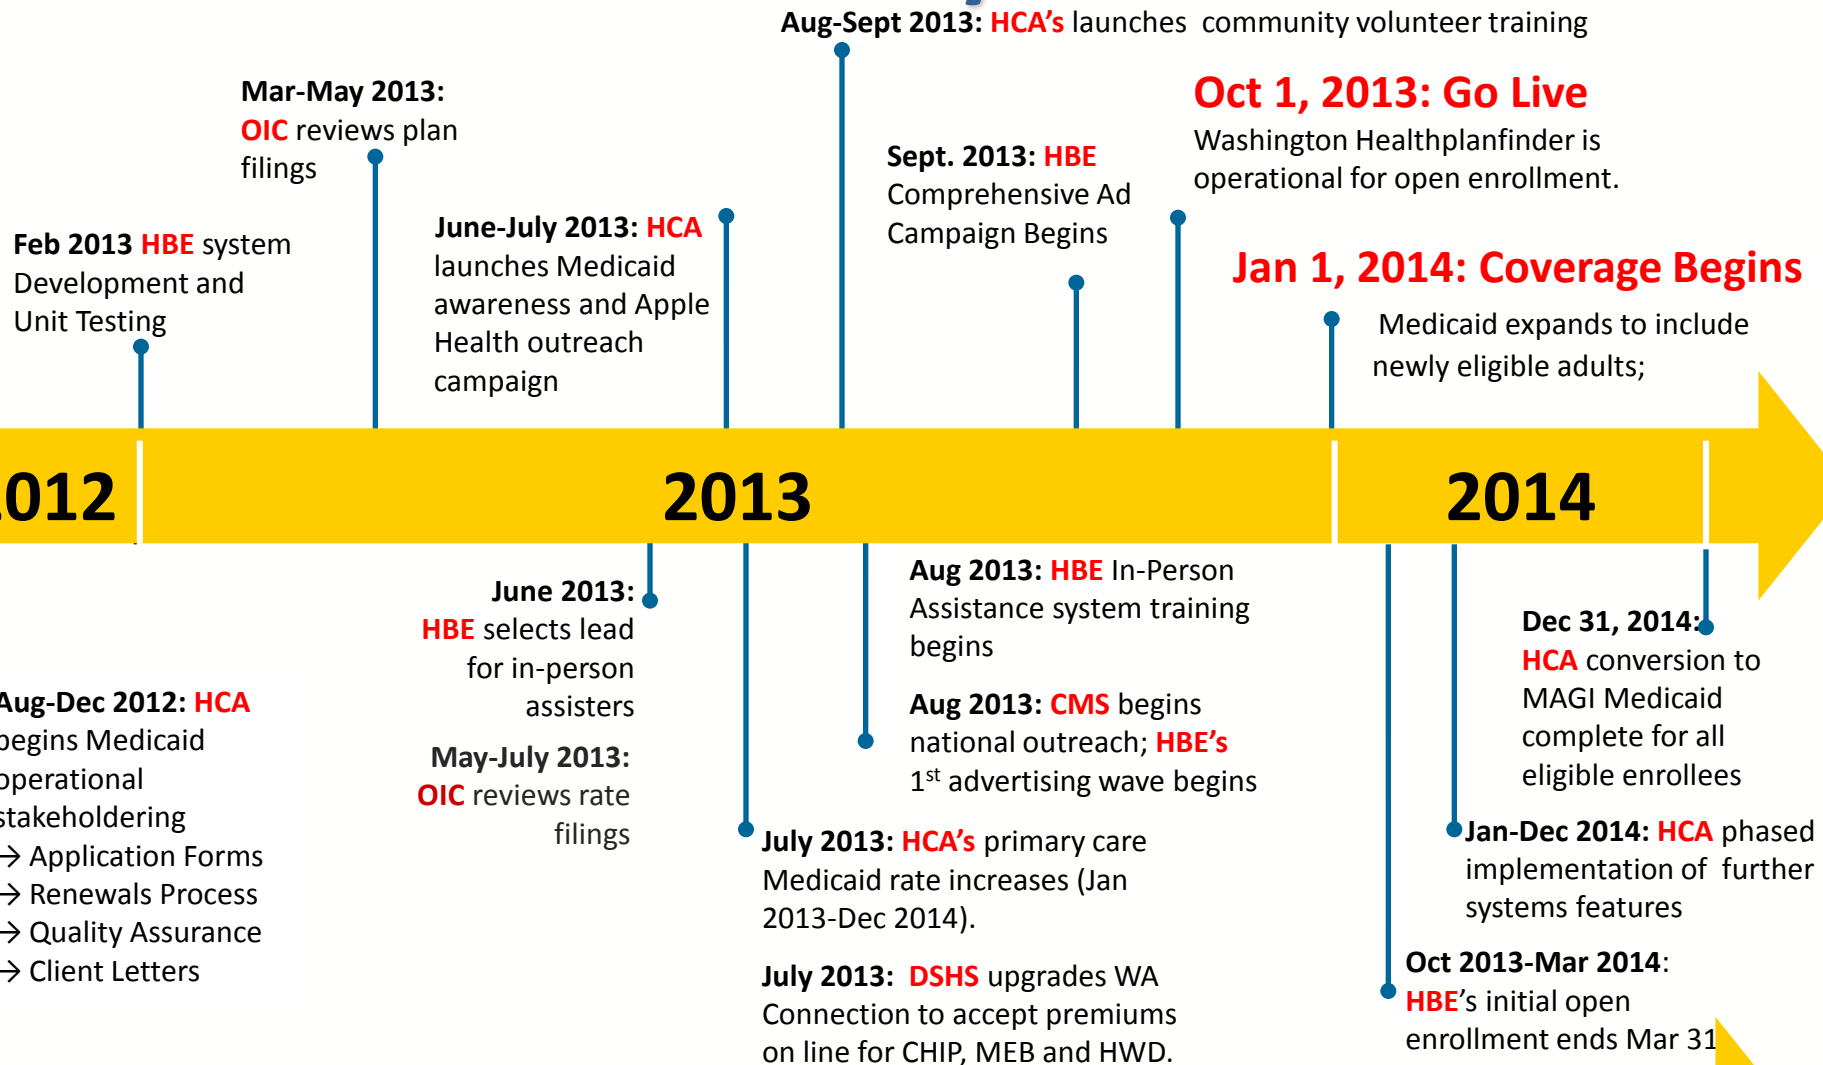 Aug-Sept 2013: HCA's launches community volunteer training
Mar-May 2013:
OIC reviews plan
filings
Oct 1, 2013: Go Live
Washington Healthplanfinder is
operational for open enrollment.
Sept. 2013: HBE
Comprehensive Ad
Campaign Begins
June-July 2013: HCA
launches Medicaid
awareness and Apple
Health outreach
campaign
Feb 2013 HBE system
Development and
Unit Testing
Jan 1, 2014: Coverage Begins
Medicaid expands to include
newly eligible adults;
2012
2013
2014
Aug-Dec 2012: HCA
begins Medicaid
operational
stakeholdering
→ Application Forms
→ Renewals Process
→ Quality Assurance
→ Client Letters
June 2013:
HBE selects lead
for in-person
assisters
May-July 2013:
OIC reviews rate
filings
Aug 2013: HBE In-Person
Assistance system training
begins
Aug 2013: CMS begins
national outreach; HBE's
1st advertising wave begins
July 2013: HCA's primary care
Medicaid rate increases (Jan
2013-Dec 2014).
July 2013: DSHS upgrades WA
Connection to accept premiums
on line for CHIP, MEB and HWD.
Dec 31, 2014:
HCA conversion to
MAGI Medicaid
complete for all
eligible enrollees
Jan-Dec 2014: HCA phased
implementation of further
systems features
Oct 2013-Mar 2014:
HBE's initial open
enrollment ends Mar 31